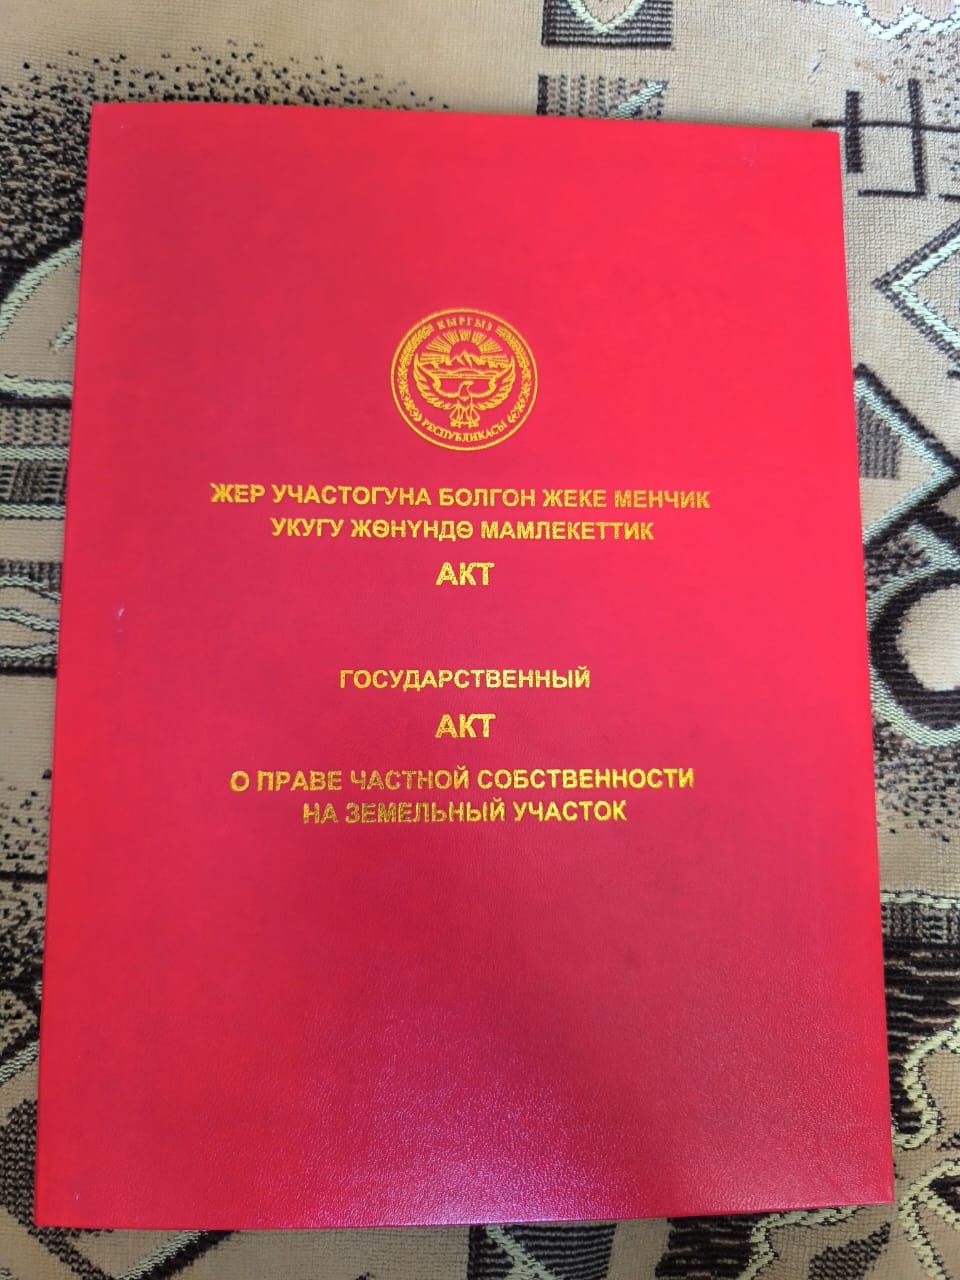 КЫРГЫЗ
РЕСПУБЛИКАСЫ
ЖЕР УЧАСТОГУНА БОЛГОН ЖЕКЕ МЕНЧИК
УКУГУ ЖӨНҮНДӨ МАМЛЕКЕТТИК
АКТ
ГОСУДАРСТВЕННЫЙ
АКТ
О ПРАВЕ ЧАСТНОЙ СОБСТВЕННОСТИ
НА ЗЕМЕЛЬНЫЙ УЧАСТОК